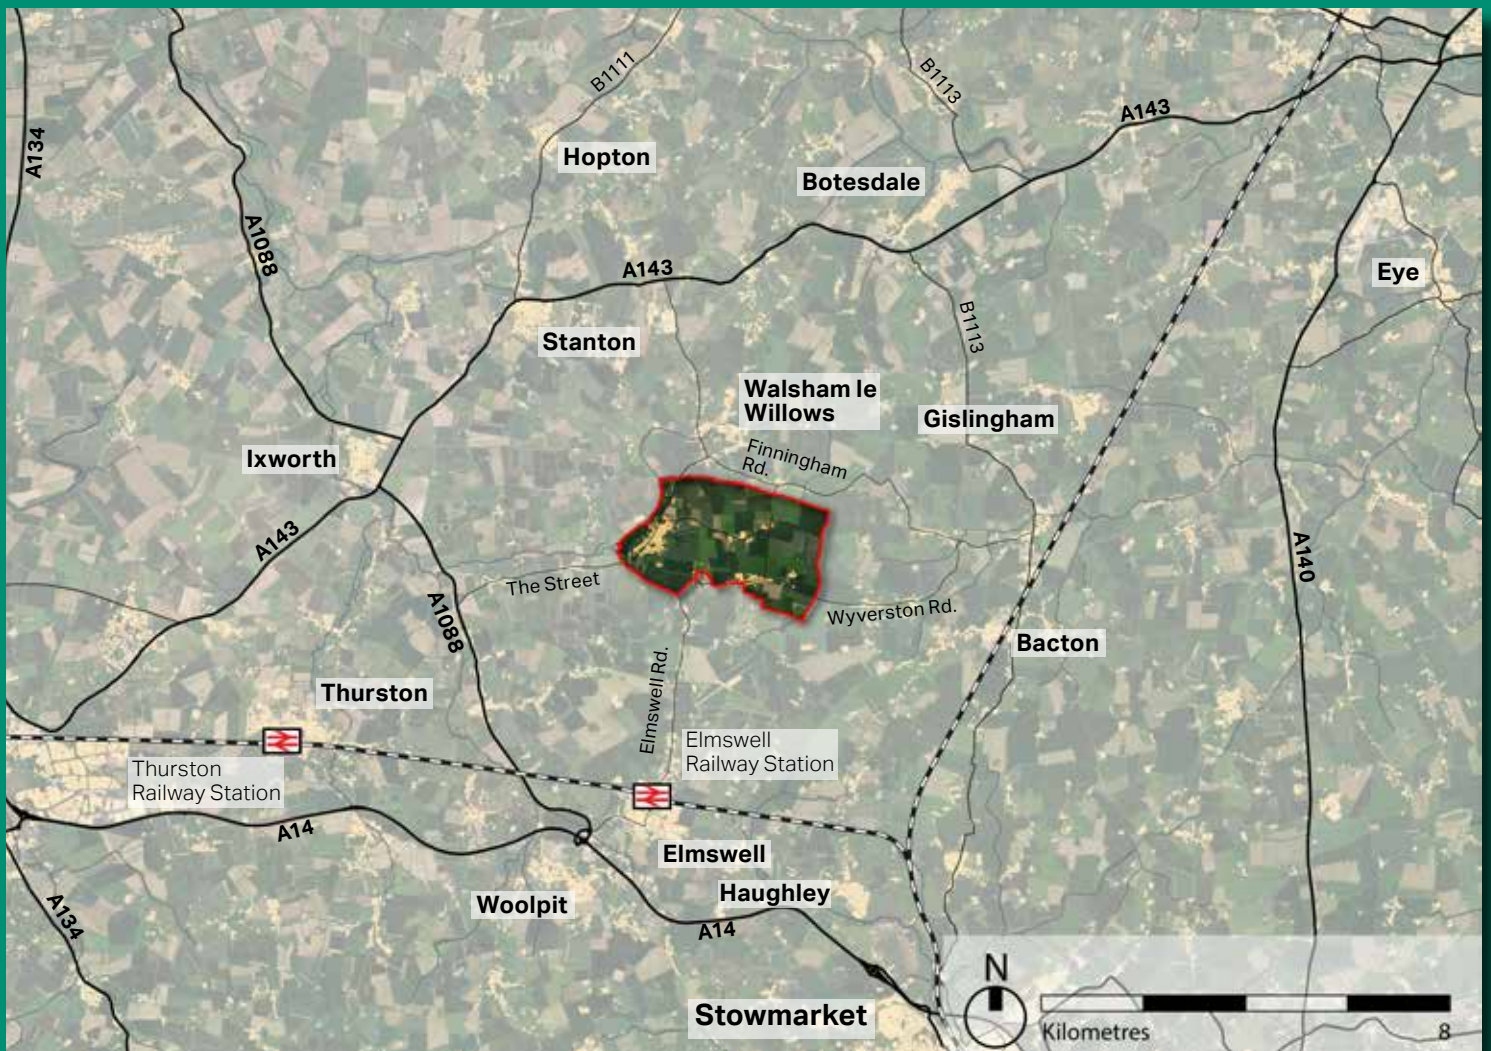 B1111
B1113
A143
A134
Hopton
Botesdale
A1088
A143
Eye
B1113
Stanton
Walsham le
Willows
Gislingham
Ixworth
Finningham
Rd.
A143
A140
The Street
A1088
Wyverston Rd.
Bacton
Thurston
Elmswell Rd.
Elmswell
Railway Station
Thurston
Railway Station
A14
Elmswell
Haughley
Woolpit
A134
A14
N
Stowmarket
Kilometres
8